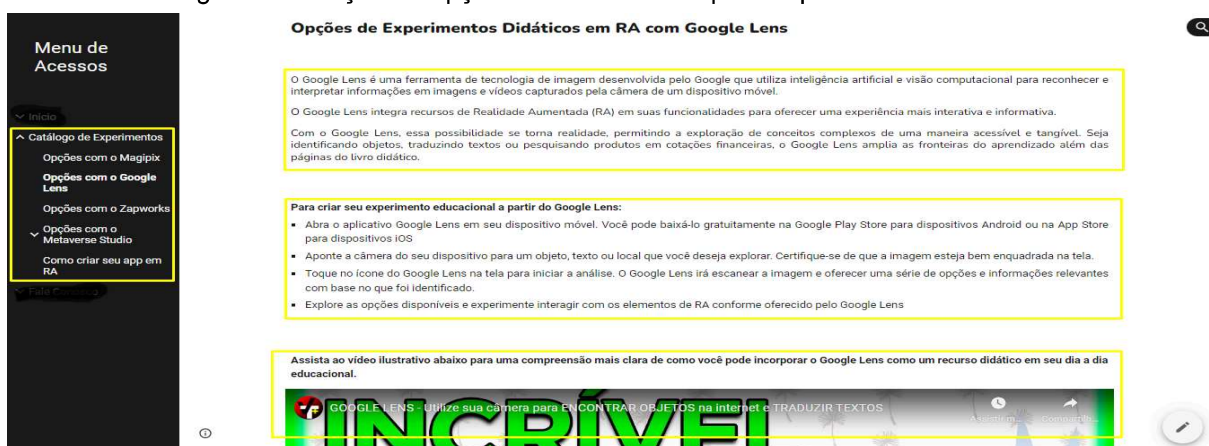 Opções de Experimentos Didáticos em RA com Google Lens
Menu de
Acessos
Início
Catálogo de Experimentos
Opções com o Magipix
Opções com o Google
Lens
Opções com o Zapworks
Opções com o
Metaverse Studio
Como criar seu app em
RA
Fale Conosco
O Google Lens é uma ferramenta de tecnologia de imagem desenvolvida pelo Google que utiliza inteligência artificial e visão computacional para reconhecer e
interpretar informações em imagens e vídeos capturados pela câmera de um dispositivo móvel.
O Google Lens integra recursos de Realidade Aumentada (RA) em suas funcionalidades para oferecer uma experiência mais interativa e informativa.
Com o Google Lens, essa possibilidade se torna realidade, permitindo a exploração de conceitos complexos de uma maneira acessível e tangível. Seja
identificando objetos, traduzindo textos ou pesquisando produtos em cotações financeiras, o Google Lens amplia as fronteiras do aprendizado além das
páginas do livro didático.
Para criar seu experimento educacional a partir do Google Lens:
▪ Abra o aplicativo Google Lens em seu dispositivo móvel. Você pode baixá-lo gratuitamente na Google Play Store para dispositivos Android ou na App Store
para dispositivos iOS
▪ Aponte a câmera do seu dispositivo para um objeto, texto ou local que você deseja explorar. Certifique-se de que a imagem esteja bem enquadrada na tela.
▪ Toque no ícone do Google Lens na tela para iniciar a análise. O Google Lens irá escanear a imagem e oferecer uma série de opções e informações relevantes
com base no que foi identificado.
▪ Explore as opções disponíveis e experimente interagir com os elementos de RA conforme oferecido pelo Google Lens
Assista ao vídeo ilustrativo abaixo para uma compreensão mais clara de como você pode incorporar o Google Lens como um recurso didático em seu dia a dia
educacional.
GOOGLE LENS - Utilize sua câmera para ENCONTRAR OBJETOS na internet e TRADUZIR TEXTOS
INCRÍVEL